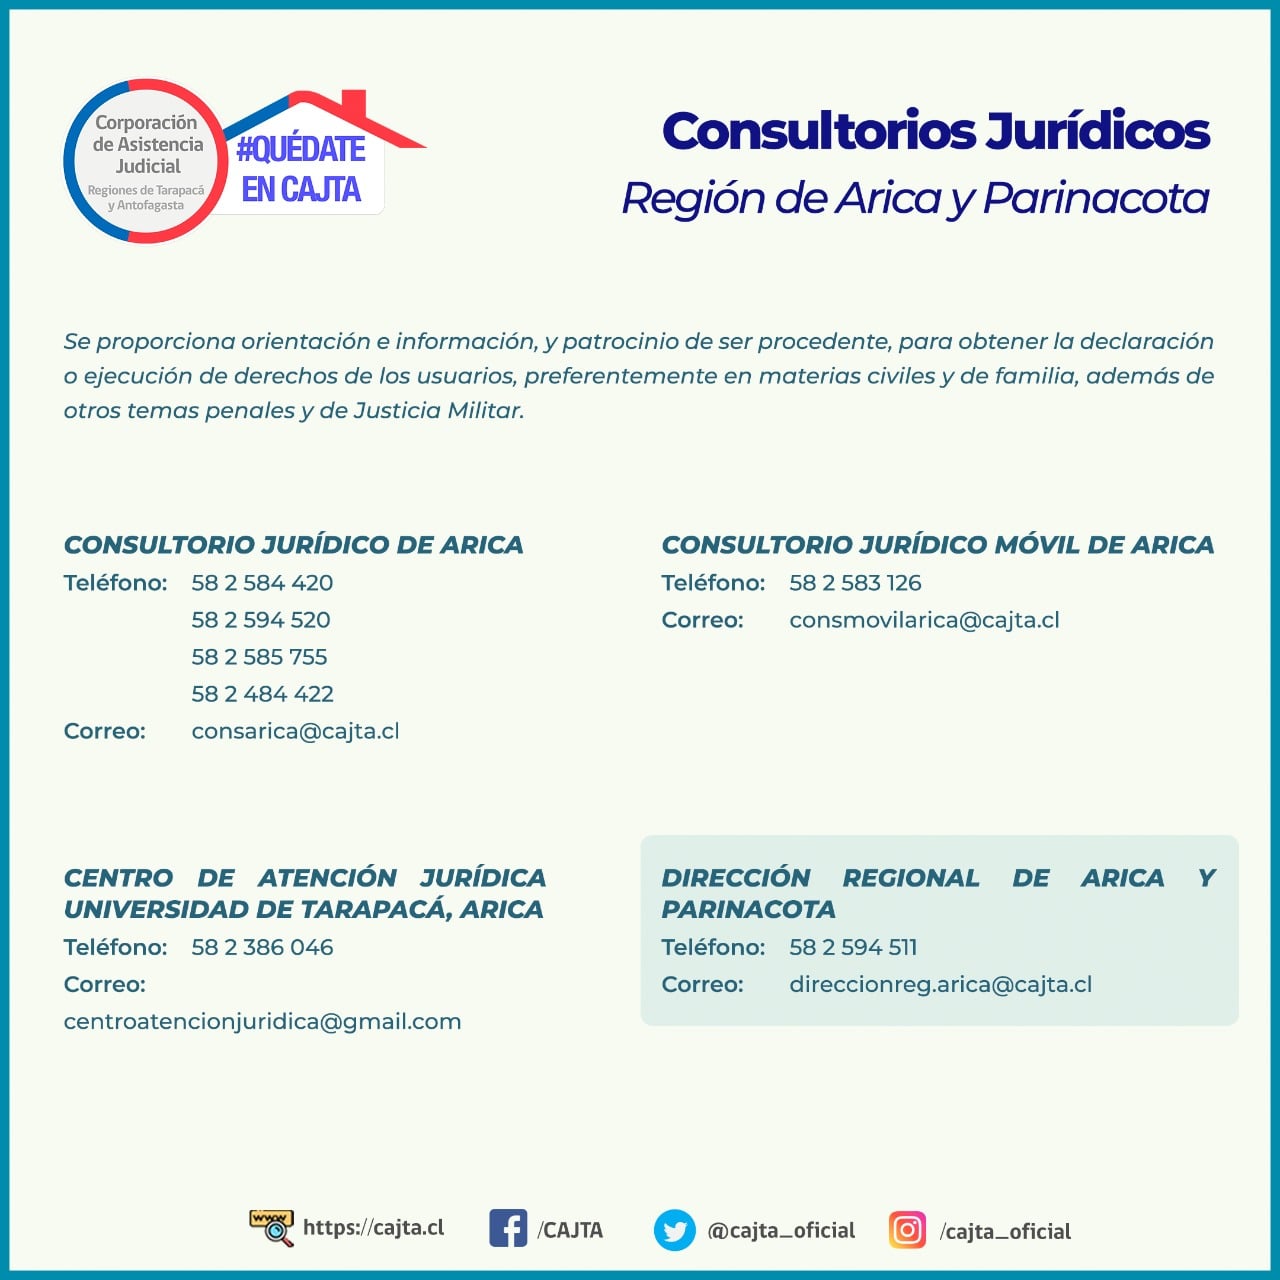 Corporación
de Asistencia
Judicial
Regiones de Tarapacá
y Antofagasta
#QUÉDATE
EN CAJTA
Consultorios Jurídicos
Región de Arica y Parinacota
Se proporciona orientación e información, y patrocinio de ser procedente, para obtener la declaración
o ejecución de derechos de los usuarios, preferentemente en materias civiles y de familia, además de
otros temas penales y de Justicia Militar.
CONSULTORIO JURÍDICO DE ARICA
Teléfono: 58 2 584 420
58 2 594 520
58 2 585 755
58 2 484 422
Correo: consarica@cajta.cl
CONSULTORIO JURÍDICO MÓVIL DE ARICA
Teléfono: 58 2 583 126
Correo: consmovilarica@cajta.cl
CENTRO DE ATENCIÓN JURÍDICA
UNIVERSIDAD DE TARAPACÁ, ARICA
Teléfono: 58 2 386 046
Correo:
centroatencionjuridica@gmail.com
DIRECCIÓN REGIONAL DE ARICA Y
PARINACOTA
Teléfono: 58 2 594 511
Correo: direccionreg.arica@cajta.cl
www https://cajta.cl /CAJTA @cajta_oficial /cajta_oficial